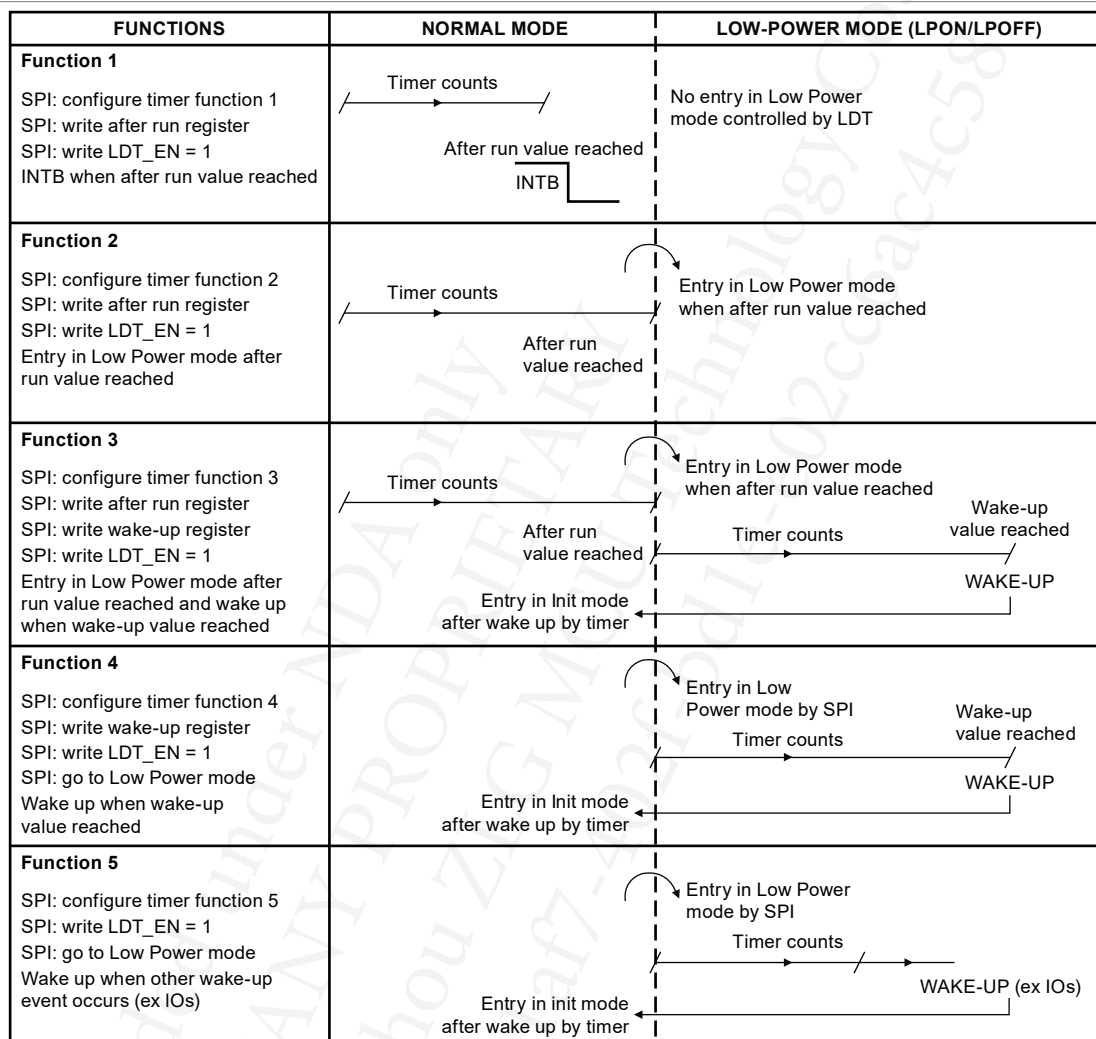 FUNCTIONS
NORMAL MODE
LOW-POWER MODE (LPON/LPOFF)
Function 1
SPI: configure timer function 1
SPI: write after run register
SPI: write LDT_EN = 1
INTB when after run value reached
Timer counts
After run value reached
INTB
No entry in Low Power
mode controlled by LDT
Function 2
SPI: configure timer function 2
SPI: write after run register
SPI: write LDT_EN = 1
Entry in Low Power mode after
run value reached
Timer counts
After run
value reached
Entry in Low Power mode
when after run value reached
Function 3
SPI: configure timer function 3
SPI: write after run register
SPI: write wake-up register
SPI: write LDT_EN = 1
Entry in Low Power mode after
run value reached and wake up
when wake-up value reached
Timer counts
After run
value reached
Entry in Init mode
after wake up by timer
Entry in Low Power mode
when after run value reached
Timer counts
Wake-up
value reached
WAKE-UP
Function 4
SPI: configure timer function 4
SPI: write wake-up register
SPI: write LDT_EN = 1
SPI: go to Low Power mode
Wake up when wake-up
value reached
Entry in Init mode
after wake up by timer
Entry in Low
Power mode by SPI
Timer counts
Wake-up
value reached
WAKE-UP
Function 5
SPI: configure timer function 5
SPI: write LDT_EN = 1
SPI: go to Low Power mode
Wake up when other wake-up
event occurs (ex IOs)
Entry in init mode
after wake up by timer
Entry in Low Power
mode by SPI
Timer counts
WAKE-UP (ex IOs)
under NDA only
ANY PROPRIETARY
ZLG MCU Technology